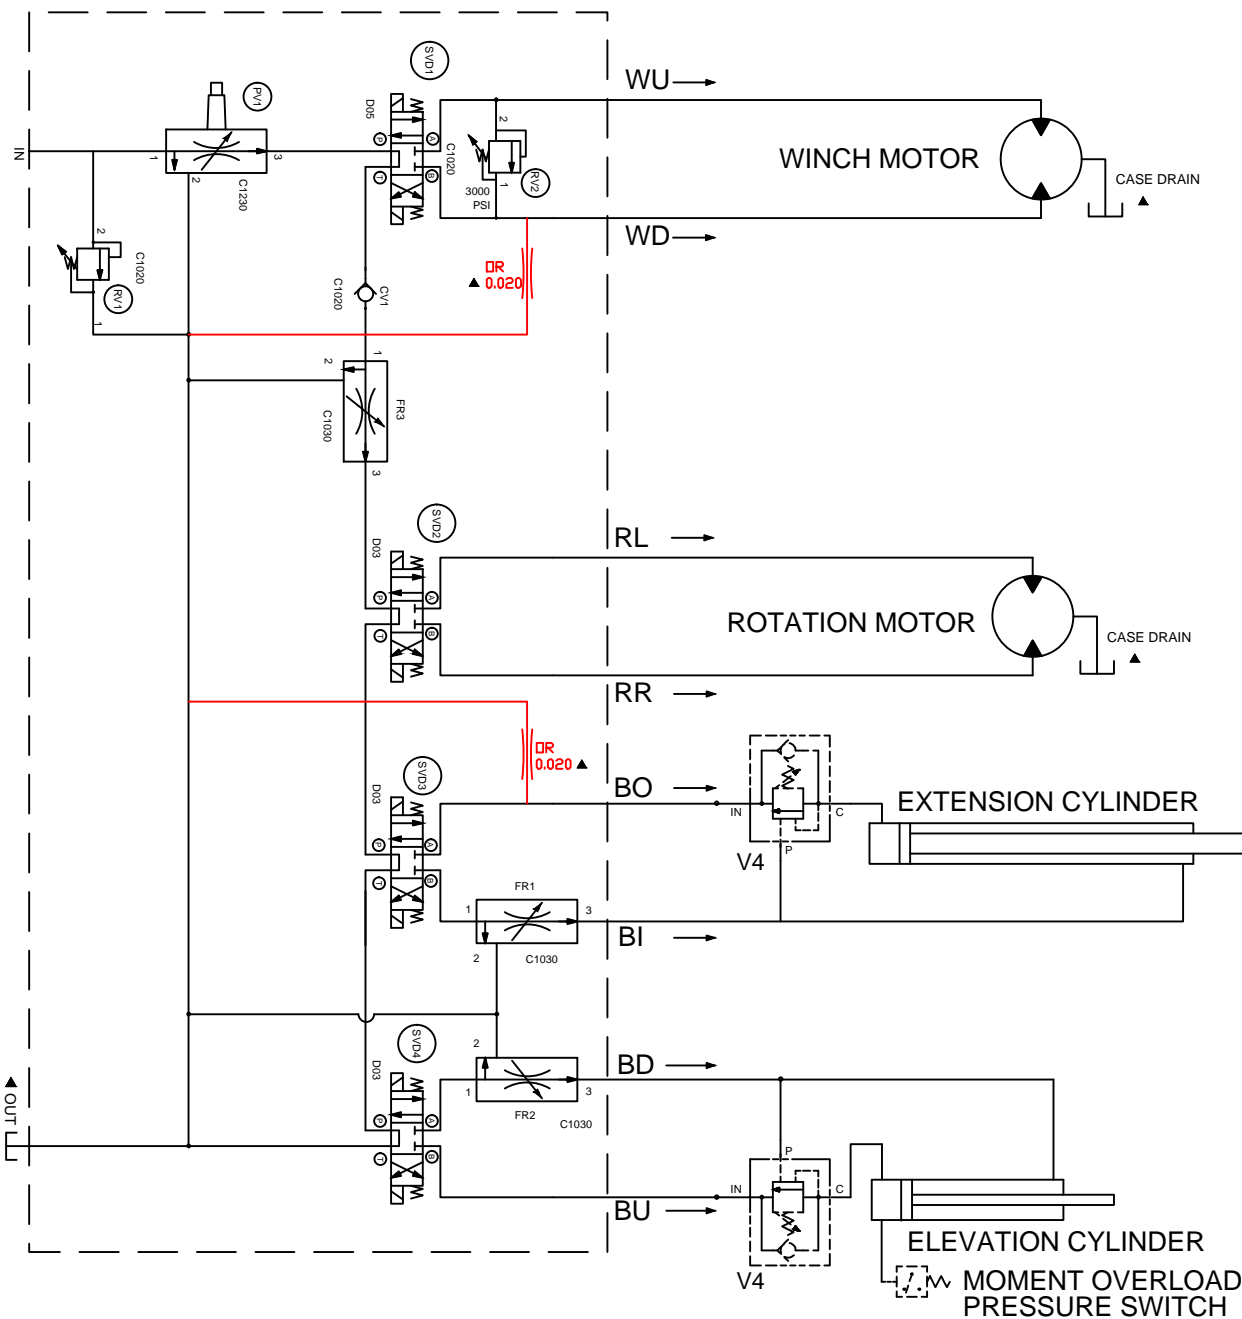 SVD1
WU
PV1
D05
2
A
P
C1020
IN
1
3
WINCH MOTOR
CASE DRAIN
▲
2
C1230
T
B
3000
PSI
1
RV2
WD
2
C1020
RV1
1
OR
▲ 0.020
C1020
CV1
2
1
FR3
C1030
3
SVD2
RL
D03
P
A
ROTATION MOTOR
CASE DRAIN
▲
T
B
RR
OR
0.020 ▲
SVD3
BO
D03
IN
C
EXTENSION CYLINDER
P
A
V4
P
T
B
FR1
1
3
2
C1030
BI
SVD4
2
BD
D03
1
3
FR2
C1030
P
A
▲ OUT
T
B
P
IN
C
BU
ELEVATION CYLINDER
V4
MOMENT OVERLOAD
PRESSURE SWITCH